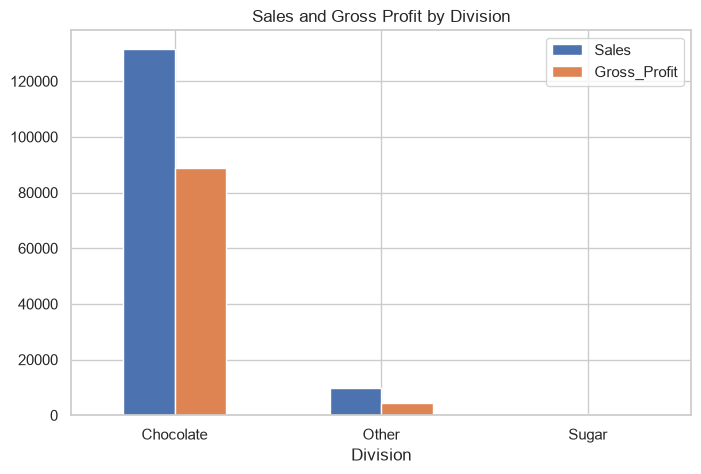 Sales and Gross Profit by Division
Sales
Gross_Profit
120000
100000
80000
60000
40000
20000
0
Chocolate Other Sugar
Division